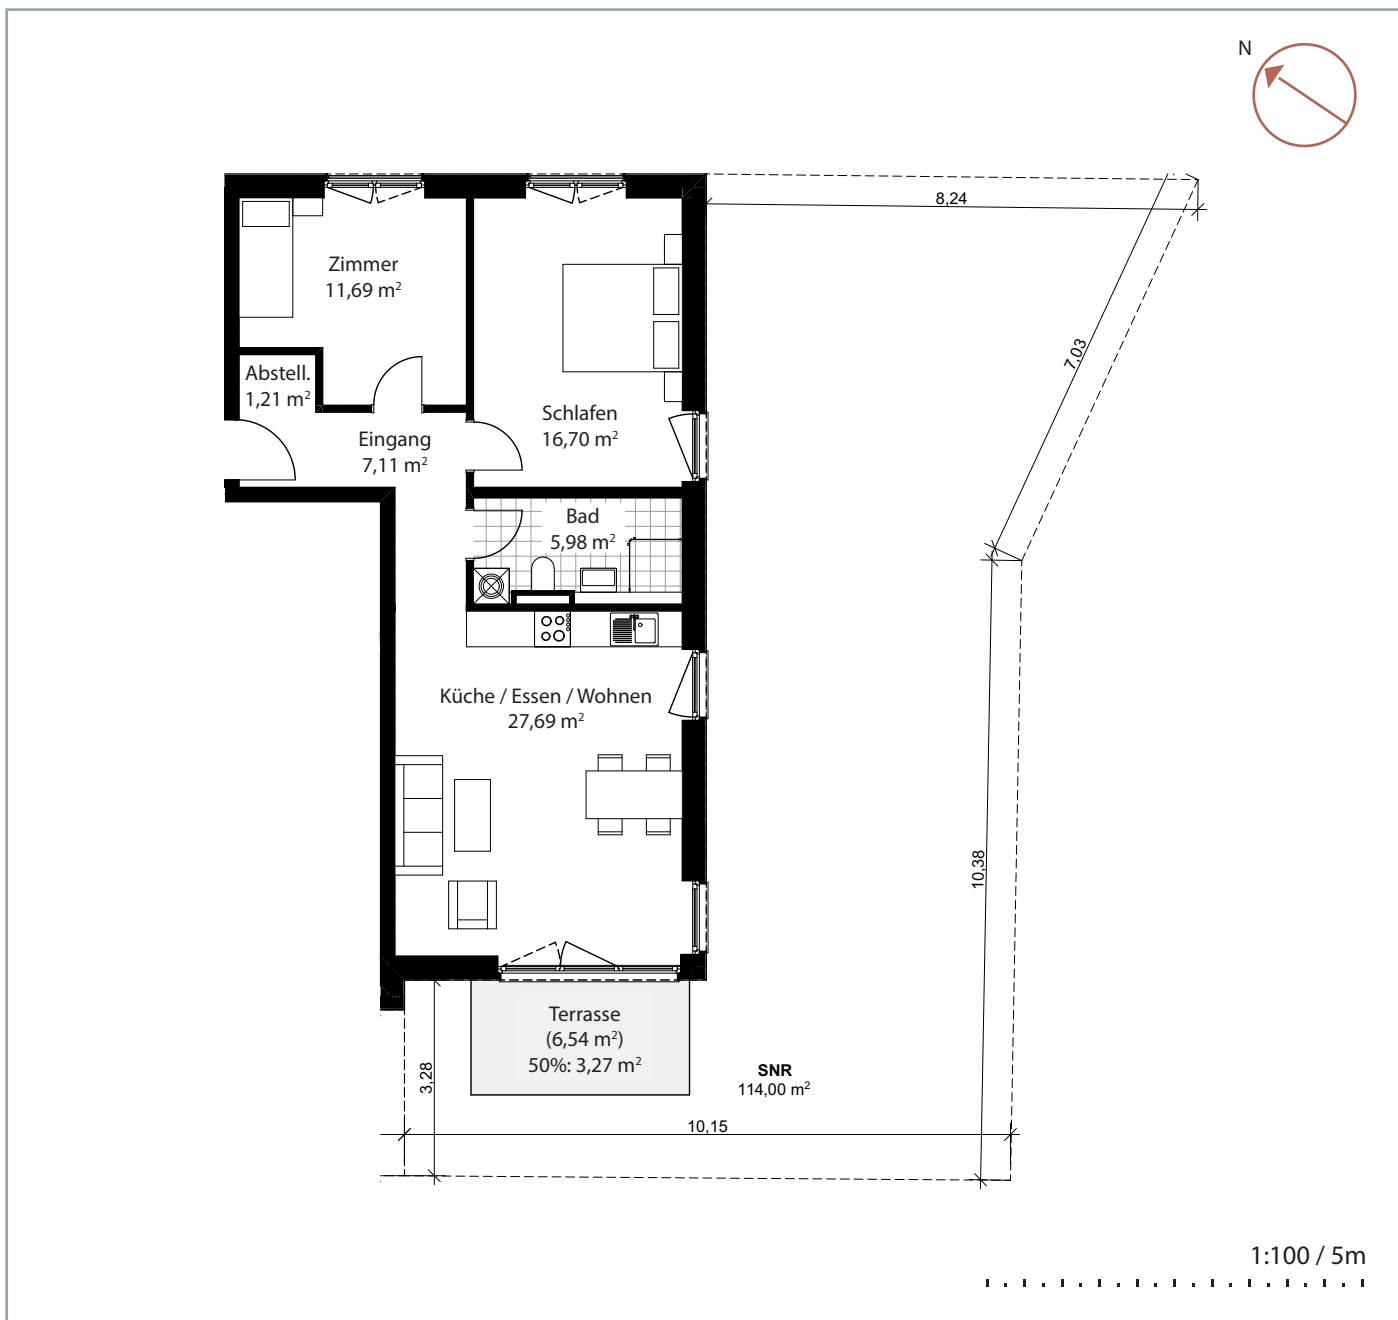 N
8,24
Zimmer
11,69 m²
7,03
Abstell.
1,21 m²
Schlafen
16,70 m²
Eingang
7,11 m²
Bad
5,98 m²
Küche / Essen / Wohnen
27,69 m²
10,38
Terrasse
(6,54 m²)
50%: 3,27 m²
3,28
SNR
114,00 m²
10,15
1:100 / 5m